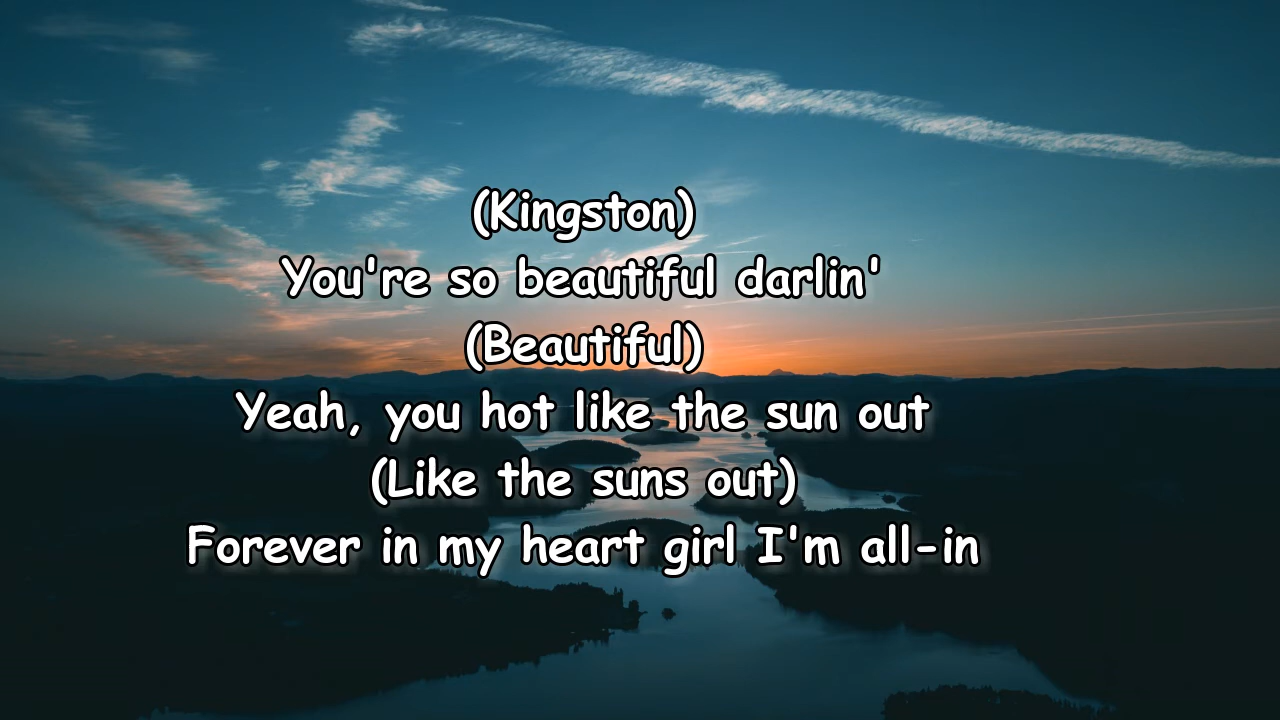 (Kingston)
You're so beautiful darlin'
(Beautiful)
Yeah, you hot like the sun out
(Like the suns out)
Forever in my heart girl I'm all-in